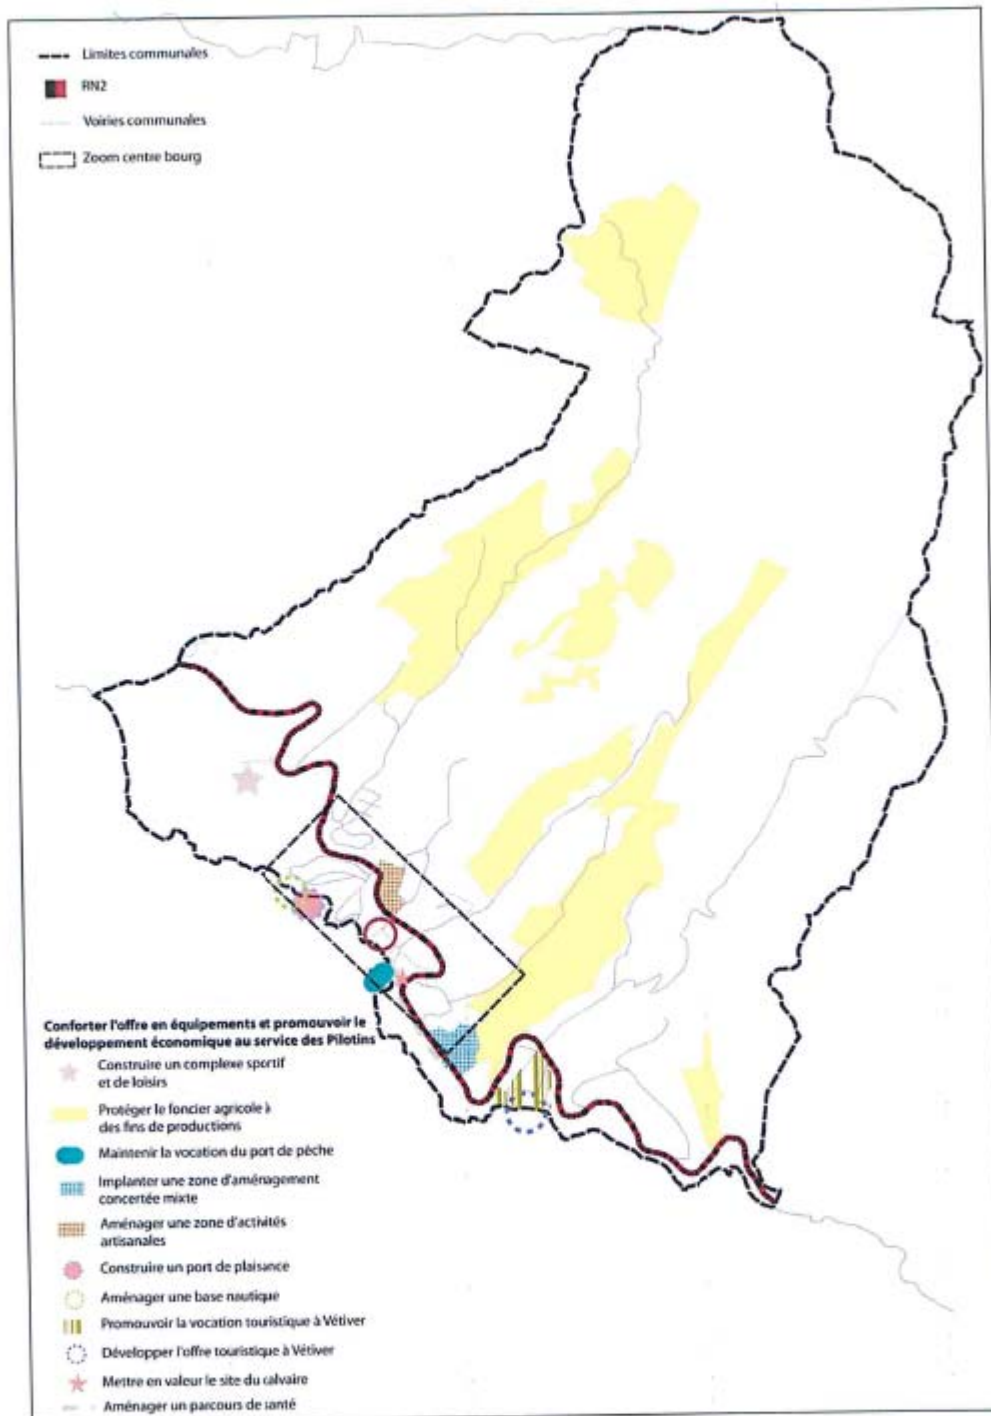 Limites communales
RN2
Voiries communales
Zoom centre bourg
Conforter l'offre en équipements et promouvoir le
développement économique au service des Pilotins
Construire un complexe sportif
et de loisirs
Protéger le foncier agricole à
des fins de productions
Maintenir la vocation du port de pêche
Implanter une zone d'aménagement
concertée mixte
Aménager une zone d'activités
artisanales
Construire un port de plaisance
Aménager une base nautique
Promouvoir la vocation touristique à Vétiver
Développer l'offre touristique à Vétiver
Mettre en valeur le site du calvaire
Aménager un parcours de santé